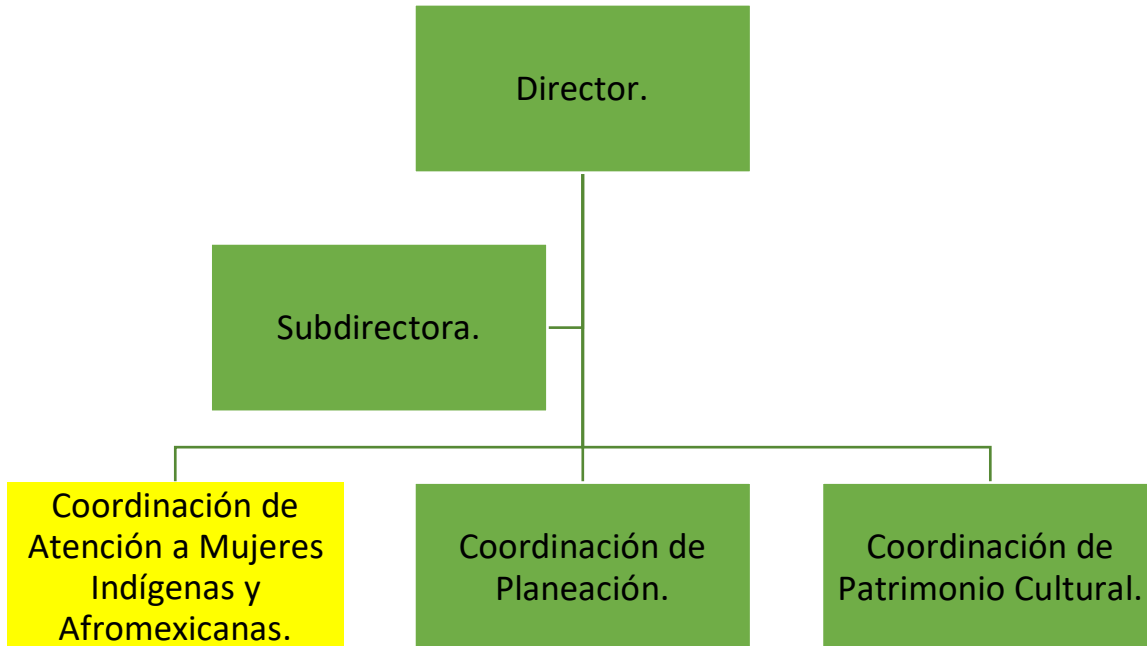 Director.
Subdirectora.
Coordinación de
Atención a Mujeres
Indígenas y
Afromexicanas.
Coordinación de
Planeación.
Coordinación de
Patrimonio Cultural.